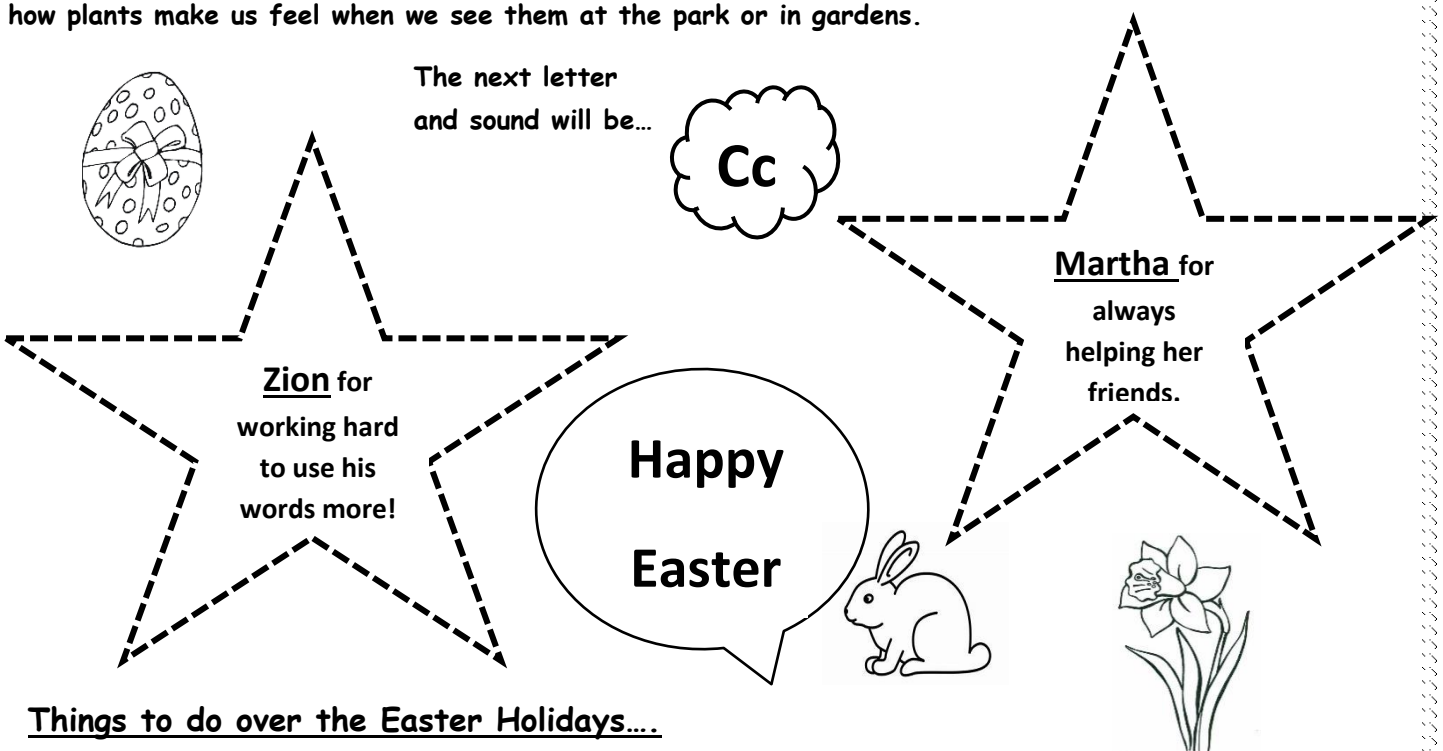 how plants make us feel when we see them at the park or in gardens.
The next letter
and sound will be…
Cc
Martha for
always
helping her
friends.
Zion for
working hard
to use his
words more!
Happy
Easter
Things to do over the Easter Holidays….